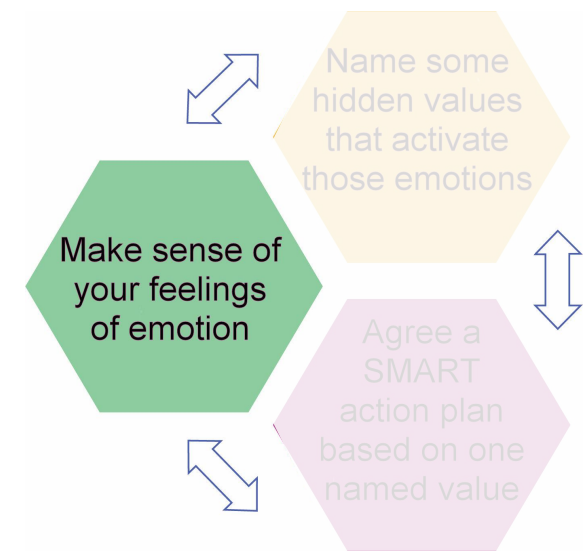 Name some
hidden values
that activate
those emotions
Make sense of
your feelings
of emotion
Agree a
SMART
action plan
based on one
named value